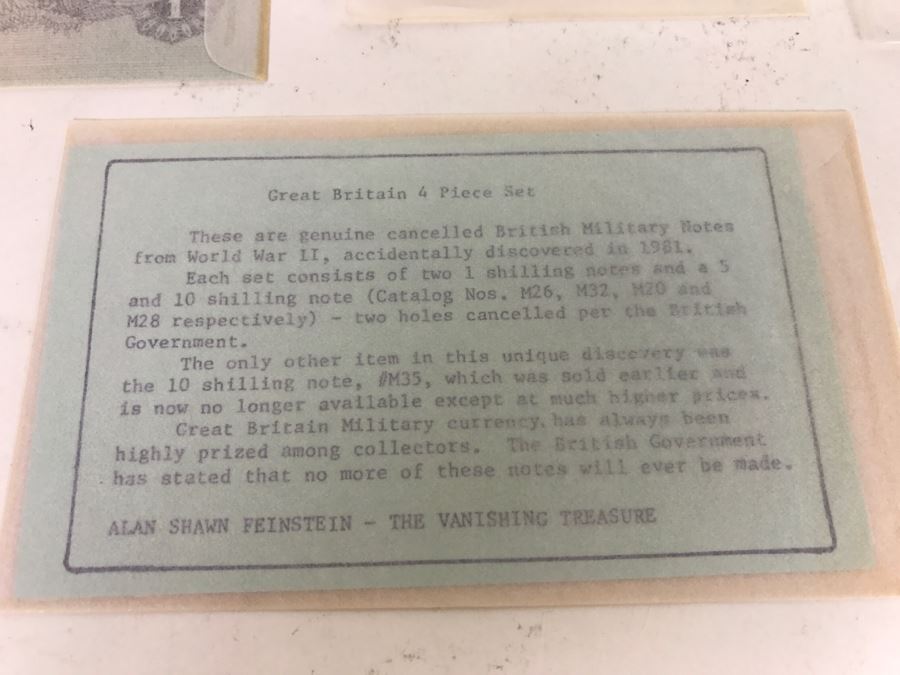 1
Great Britain 4 Piece Set
These are genuine cancelled British Military Notes
from World War II, accidentally discovered in 1981.
Each set consists of two 1 shilling notes and a 5
and 10 shilling note (Catalog Nos. M26, M32, M20 and
M28 respectively) - two holes cancelled per the British
Government.
The only other item in this unique discovery was
the 10 shilling note, #M35, which was sold earlier and
is now no longer available except at much higher prices.
Great Britain Military currency has always been
highly prized among collectors. The British Government
has stated that no more of these notes will ever be made.
ALAN SHAWN FEINSTEIN - THE VANISHING TREASURE